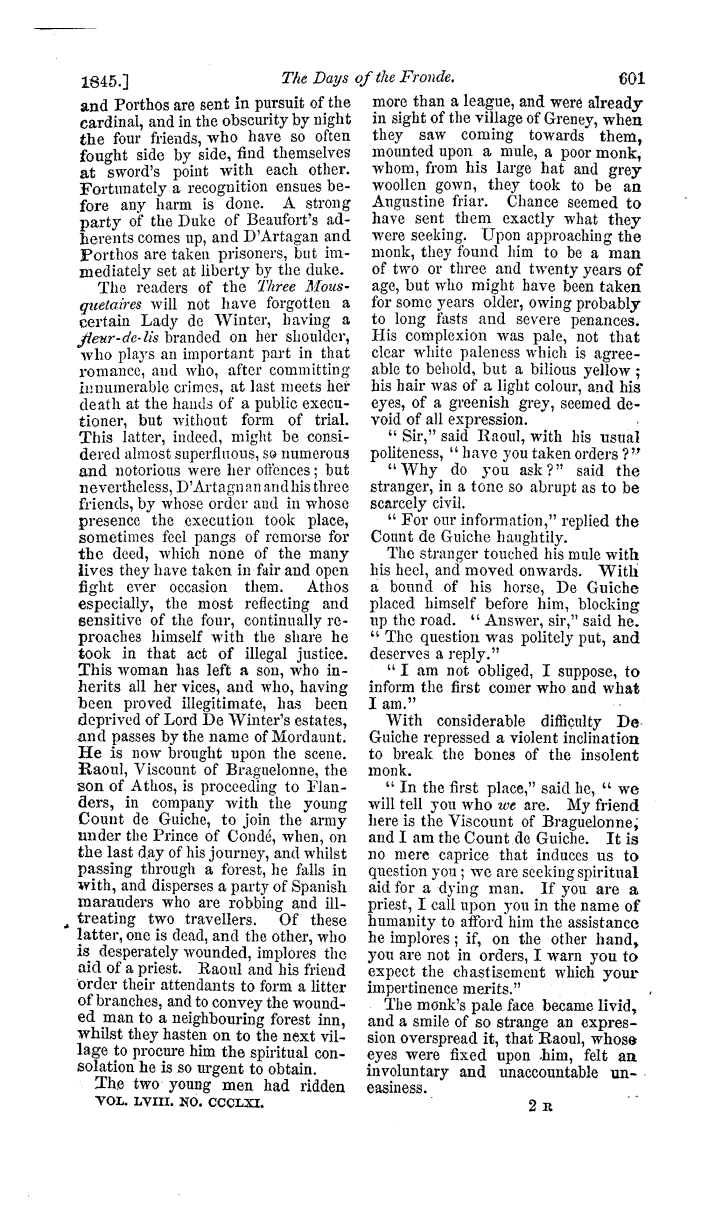 1845.] The Days of the Fronde. 601
and Porthos are sent in pursuit of the
cardinal, and in the obscurity by night
the four friends, who have so often
fought side by side, find themselves
at sword's point with each other.
Fortunately a recognition ensues be-
fore any harm is done. A strong
party of the Duke of Beaufort's ad-
herents comes up, and D'Artagan and
Porthos are taken prisoners, but im-
mediately set at liberty by the duke.
The readers of the Three Mous-
quetaires will not have forgotten a
certain Lady de Winter, having a
fleur-de-lis branded on her shoulder,
who plays an important part in that
romance, and who, after committing
innumerable crimes, at last meets her
death at the hands of a public execu-
tioner, but without form of trial.
This latter, indeed, might be consi-
dered almost superfluous, so numerous
and notorious were her offences; but
nevertheless, D'Artagnan and his three
friends, by whose order and in whose
presence the execution took place,
sometimes feel pangs of remorse for
the deed, which none of the many
lives they have taken in fair and open
fight ever occasion them. Athos
especially, the most reflecting and
sensitive of the four, continually re-
proaches himself with the share he
took in that act of illegal justice.
This woman has left a son, who in-
herits all her vices, and who, having
been proved illegitimate, has been
deprived of Lord De Winter's estates,
and passes by the name of Mordaunt.
He is now brought upon the scene.
Raoul, Viscount of Braguelonne, the
son of Athos, is proceeding to Flan-
ders, in company with the young
Count de Guiche, to join the army
under the Prince of Condé, when, on
the last day of his journey, and whilst
passing through a forest, he falls in
with, and disperses a party of Spanish
marauders who are robbing and ill-
treating two travellers. Of these
latter, one is dead, and the other, who
is desperately wounded, implores the
aid of a priest. Raoul and his friend
order their attendants to form a litter
of branches, and to convey the wound-
ed man to a neighbouring forest inn,
whilst they hasten on to the next vil-
lage to procure him the spiritual con-
solation he is so urgent to obtain.
The two young men had ridden
VOL. LVIII. NO. CCCLXI.
more than a league, and were already
in sight of the village of Greney, when
they saw coming towards them,
mounted upon a mule, a poor monk,
whom, from his large hat and grey
woollen gown, they took to be an
Augustine friar. Chance seemed to
have sent them exactly what they
were seeking. Upon approaching the
monk, they found him to be a man
of two or three and twenty years of
age, but who might have been taken
for some years older, owing probably
to long fasts and severe penances.
His complexion was pale, not that
clear white paleness which is agree-
able to behold, but a bilious yellow;
his hair was of a light colour, and his
eyes, of a greenish grey, seemed de-
void of all expression.
"Sir," said Raoul, with his usual
politeness, "have you taken orders?"
"Why do you ask?" said the
stranger, in a tone so abrupt as to be
scarcely civil.
"For our information," replied the
Count de Guiche haughtily.
The stranger touched his mule with
his heel, and moved onwards. With
a bound of his horse, De Guiche
placed himself before him, blocking
up the road. "Answer, sir," said he.
"The question was politely put, and
deserves a reply."
"I am not obliged, I suppose, to
inform the first comer who and what
I am."
With considerable difficulty De
Guiche repressed a violent inclination
to break the bones of the insolent
monk.
"In the first place," said he, "we
will tell you who we are. My friend
here is the Viscount of Braguelonne,
and I am the Count de Guiche. It is
no mere caprice that induces us to
question you; we are seeking spiritual
aid for a dying man. If you are a
priest, I call upon you in the name of
humanity to afford him the assistance
he implores; if, on the other hand,
you are not in orders, I warn you to
expect the chastisement which your
impertinence merits."
The monk's pale face became livid,
and a smile of so strange an expres-
sion overspread it, that Raoul, whose
eyes were fixed upon him, felt an
involuntary and unaccountable un-
easiness.
2 R